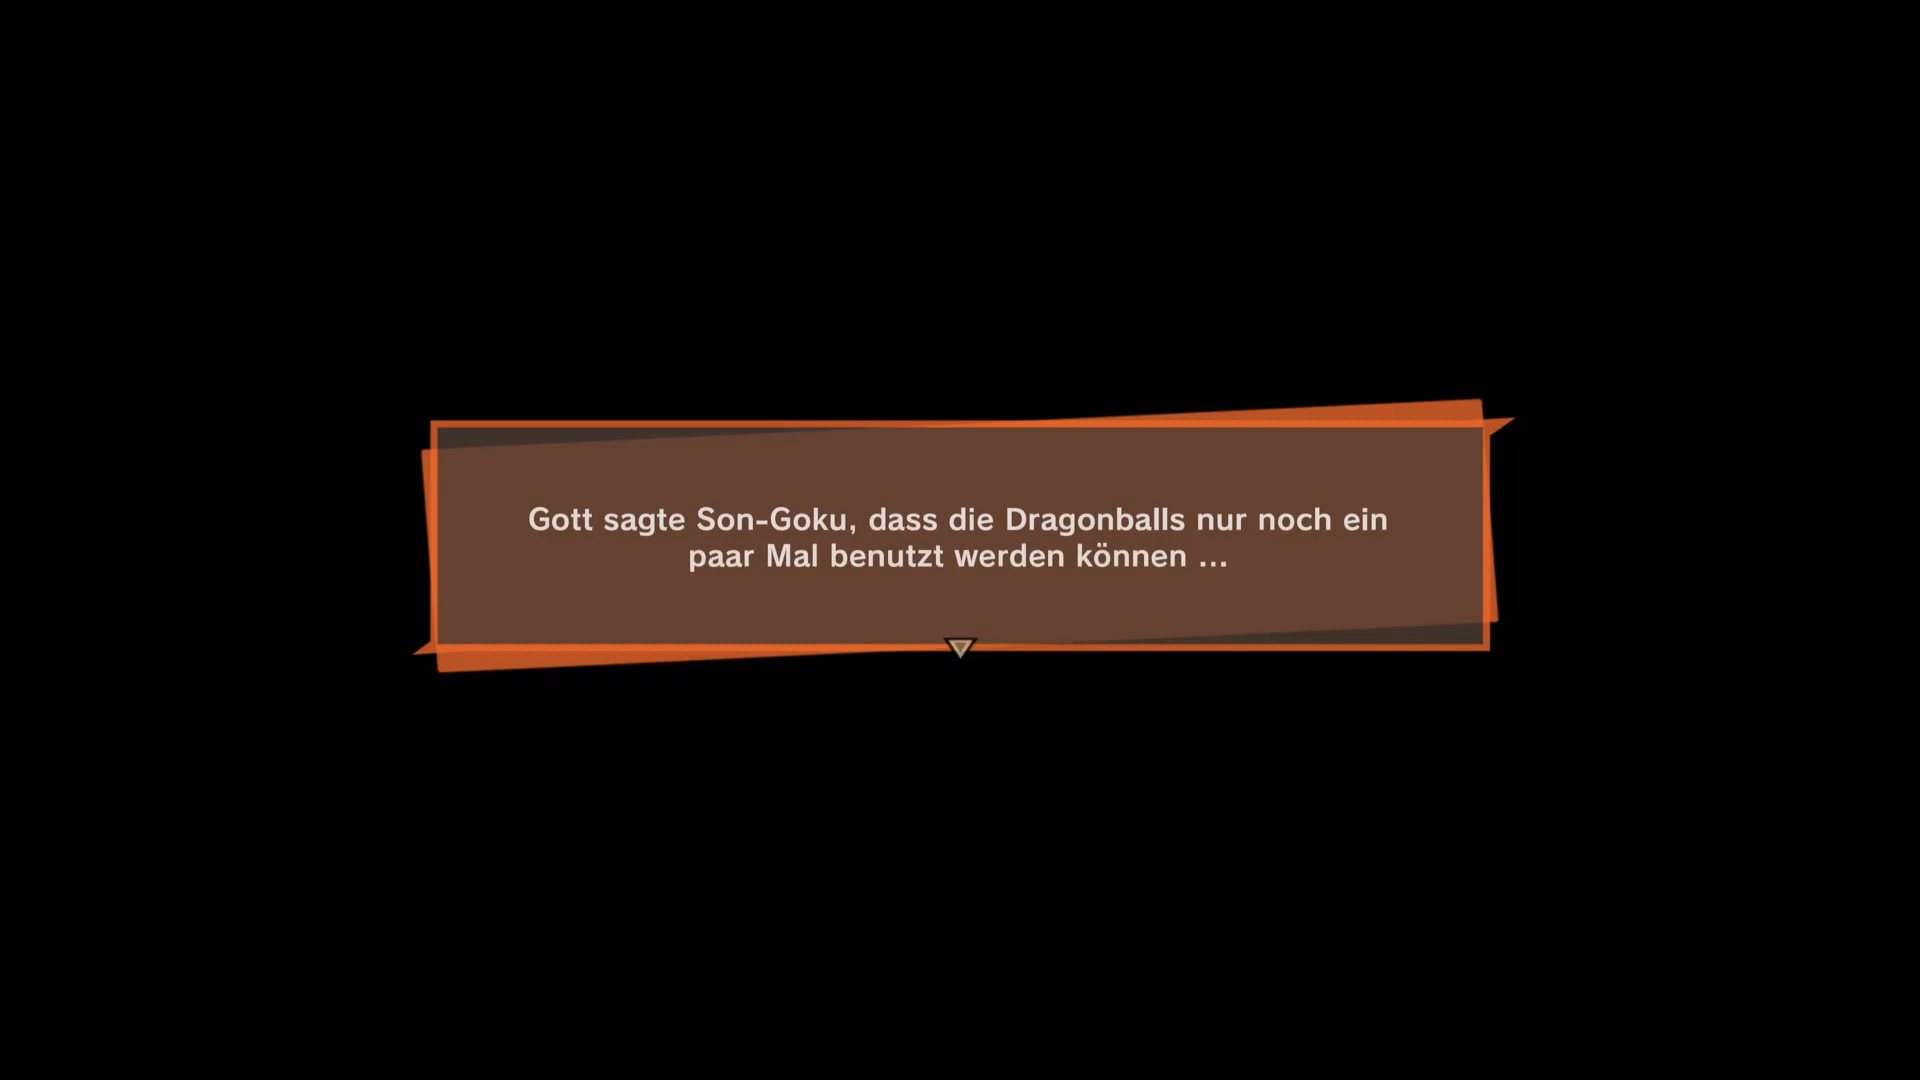 Gott sagte Son-Goku, dass die Dragonballs nur noch ein
paar Mal benutzt werden können ...